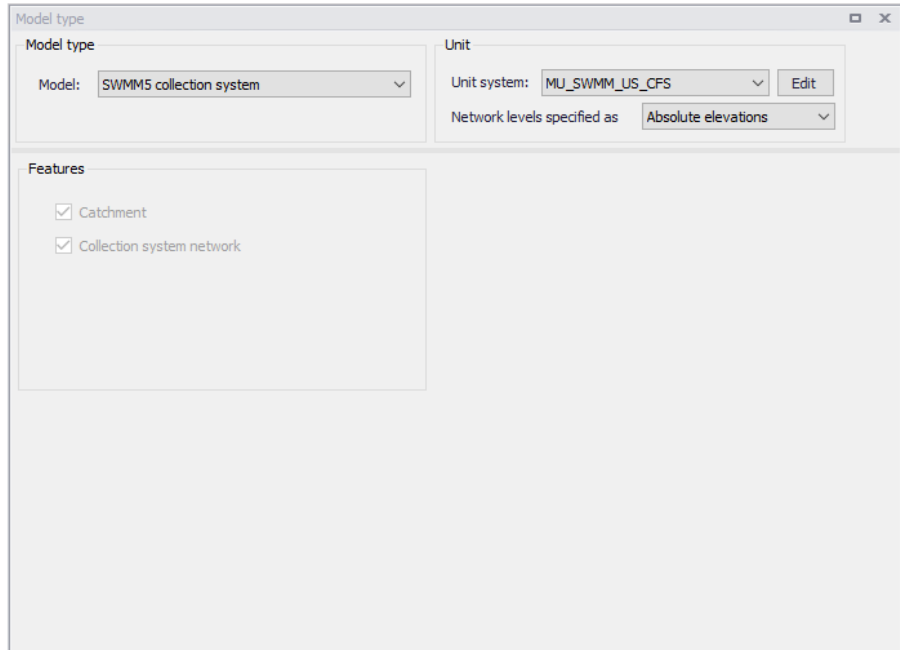 Model type
Model type
Model: SWMM5 collection system
Unit
Unit system: MU_SWMM_US_CFS Edit
Network levels specified as Absolute elevations
Features
Catchment
Collection system network